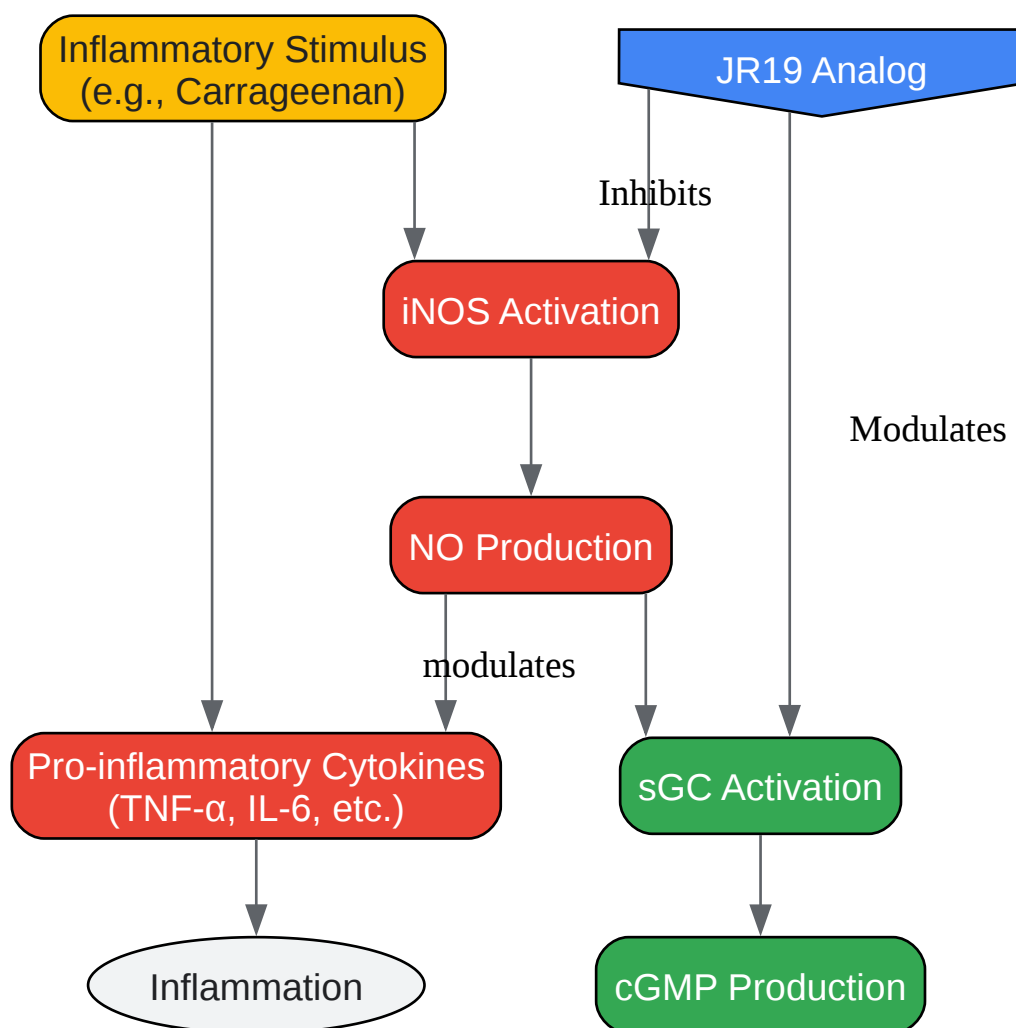 Inflammatory Stimulus
(e.g., Carrageenan)
JR19 Analog
Inhibits
iNOS Activation
Modulates
NO Production
modulates
Pro-inflammatory Cytokines
(TNF-α, IL-6, etc.)
sGC Activation
Inflammation
cGMP Production